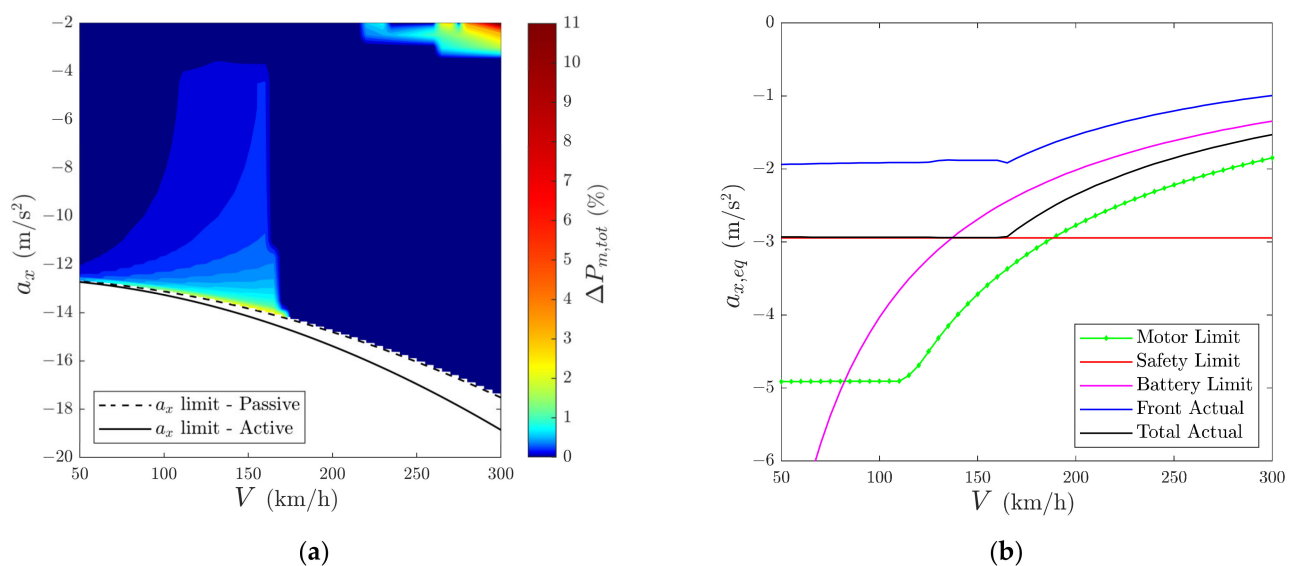 −2
−4
−6
−8
−10
−12
−14
−16
−18
−20
a_x (m/s²)
50
100
150
200
250
300
V (km/h)
a_x limit - Passive
a_x limit - Active
11
10
9
8
7
6
5
4
3
2
1
0
ΔP_{m,tot} (%)
(a)
0
-1
-2
-3
-4
-5
-6
a_{x,eq} (m/s²)
50
100
150
200
250
300
V (km/h)
Motor Limit
Safety Limit
Battery Limit
Front Actual
Total Actual
(b)